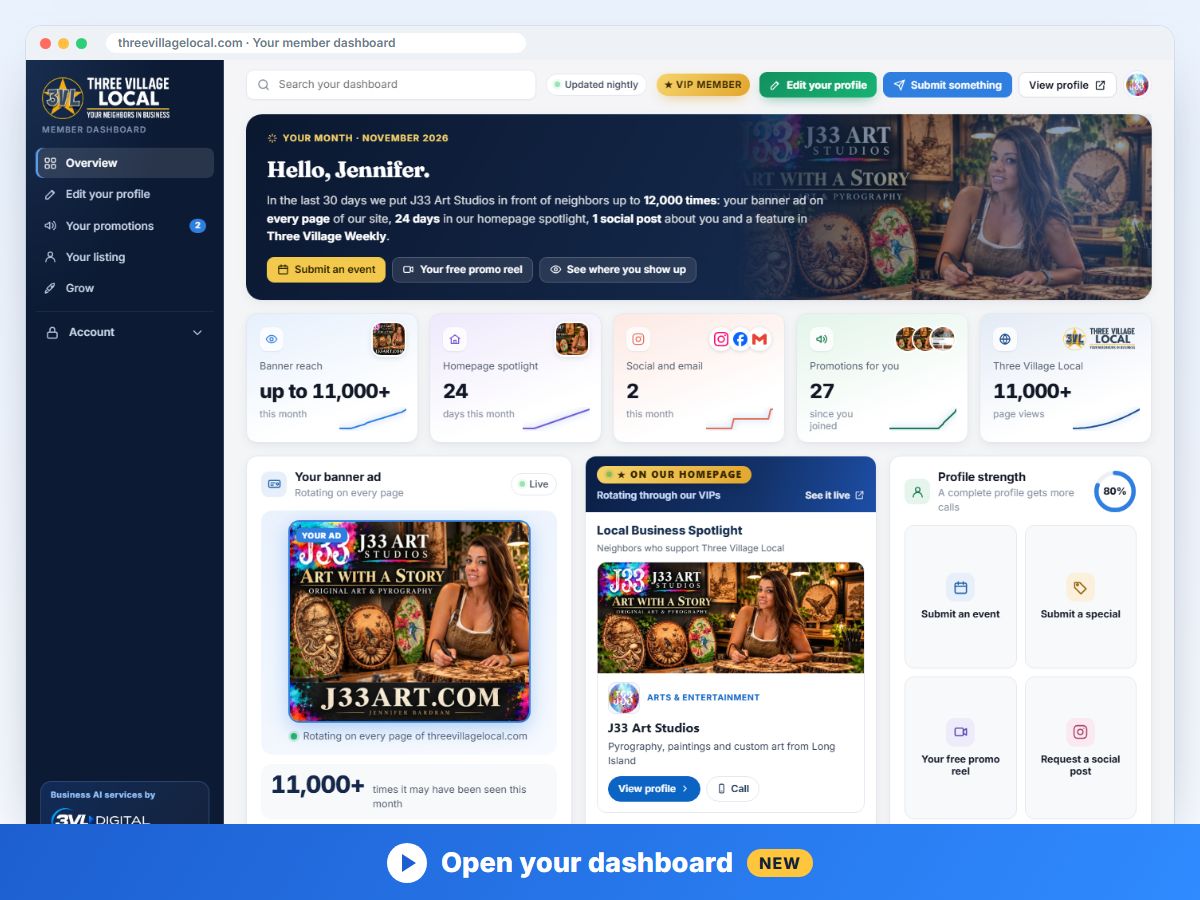 threevillagelocal.com · Your member dashboard
3VL THREE VILLAGE
LOCAL
YOUR NEIGHBORS IN BUSINESS
MEMBER DASHBOARD
Overview
Edit your profile
Your promotions 2
Your listing
Grow
Account
Business AI services by
3VL DIGITAL
Search your dashboard
Updated nightly
★ VIP MEMBER
Edit your profile
Submit something
View profile
YOUR MONTH · NOVEMBER 2026
Hello, Jennifer.
In the last 30 days we put J33 Art Studios in front of neighbors up to 12,000 times: your banner ad on
every page of our site, 24 days in our homepage spotlight, 1 social post about you and a feature in
Three Village Weekly.
Submit an event
Your free promo reel
See where you show up
J33 ART
STUDIOS
ART WITH A STORY
& PYROGRAPHY
Banner reach
up to 11,000+
this month
Homepage spotlight
24
days this month
Social and email
2
this month
Promotions for you
27
since you
joined
3VL THREE VILLAGE
LOCAL
Three Village Local
11,000+
page views
Your banner ad
Rotating on every page
Live
YOUR AD
J33 J33 ART
STUDIOS
ART WITH A STORY
ORIGINAL ART & PYROGRAPHY
J33ART.COM
JENNIFER BARDRAM
Rotating on every page of threevillagelocal.com
11,000+ times it may have been seen this
month
★ ON OUR HOMEPAGE
Rotating through our VIPs
See it live
Local Business Spotlight
Neighbors who support Three Village Local
J33 J33 ART
STUDIOS
ART WITH A STORY
ORIGINAL ART & PYROGRAPHY
J33
ARTS & ENTERTAINMENT
J33 Art Studios
Pyrography, paintings and custom art from Long
Island
View profile
Call
Profile strength
A complete profile gets more
calls
80%
Submit an event
Submit a special
Your free promo
reel
Request a social
post
Open your dashboard NEW